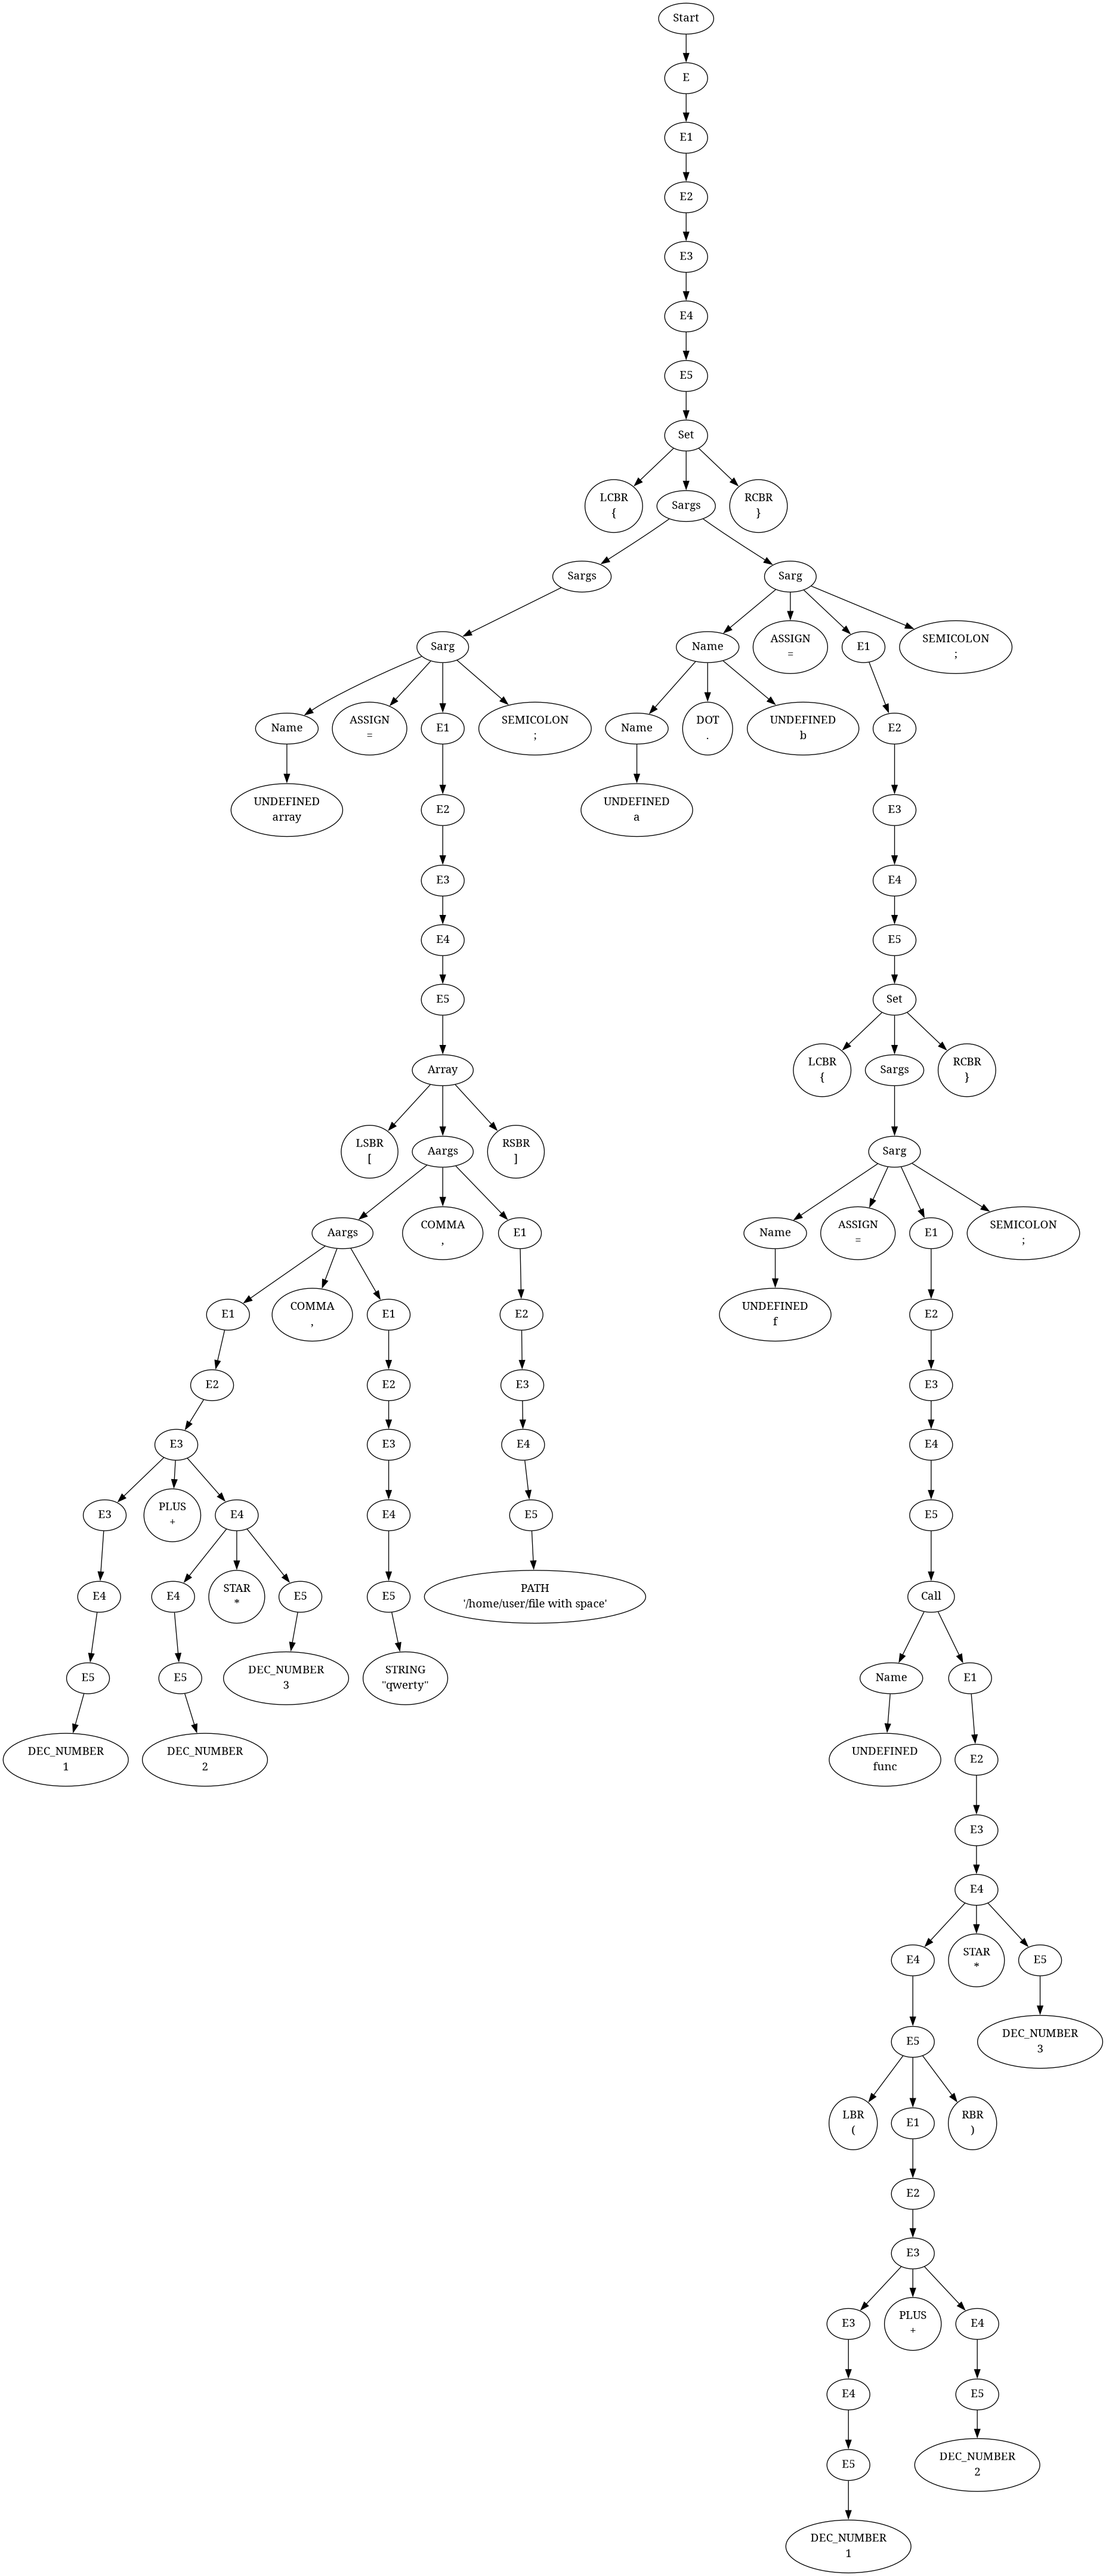 Start
E
E1
E2
E3
E4
E5
Set
LCBR
{
Sargs
RCBR
}
Sargs
Sarg
Sarg
Name
ASSIGN
=
E1
SEMICOLON
;
Name
ASSIGN
=
E1
SEMICOLON
;
Name
DOT
.
UNDEFINED
b
E2
UNDEFINED
array
E2
UNDEFINED
a
E3
E3
E4
E4
E5
E5
Set
Array
LCBR
{
Sargs
RCBR
}
LSBR
[
Aargs
RSBR
]
Sarg
Aargs
COMMA
,
E1
Name
ASSIGN
=
E1
SEMICOLON
;
E1
COMMA
,
E1
E2
UNDEFINED
f
E2
E2
E2
E3
E3
E3
E3
E4
E4
E3
PLUS
+
E4
E4
E5
E5
E4
E4
STAR
*
E5
E5
PATH
'/home/user/file with space'
Call
E5
E5
DEC_NUMBER
3
STRING
"qwerty"
Name
E1
DEC_NUMBER
1
DEC_NUMBER
2
UNDEFINED
func
E2
E3
E4
E4
STAR
*
E5
E5
DEC_NUMBER
3
LBR
(
E1
RBR
)
E2
E3
E3
PLUS
+
E4
E4
E5
E5
DEC_NUMBER
2
DEC_NUMBER
1